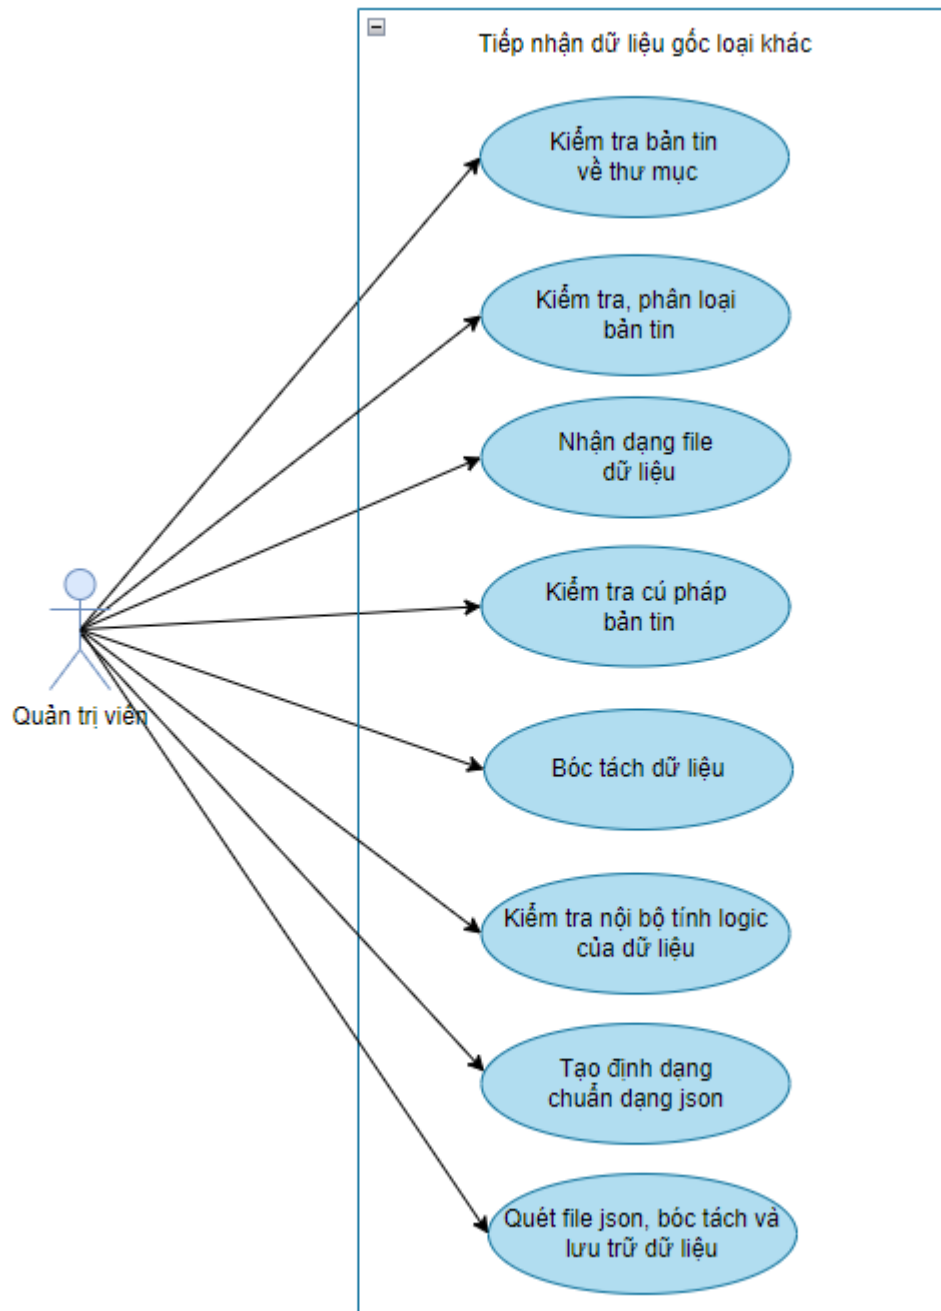 Tiếp nhận dữ liệu gốc loại khác
Kiểm tra bản tin
về thư mục
Kiểm tra, phân loại
bản tin
Nhận dạng file
dữ liệu
Kiểm tra cú pháp
bản tin
Quản trị viên
Bóc tách dữ liệu
Kiểm tra nội bộ tính logic
của dữ liệu
Tạo định dạng
chuẩn dạng json
Quét file json, bóc tách và
lưu trữ dữ liệu